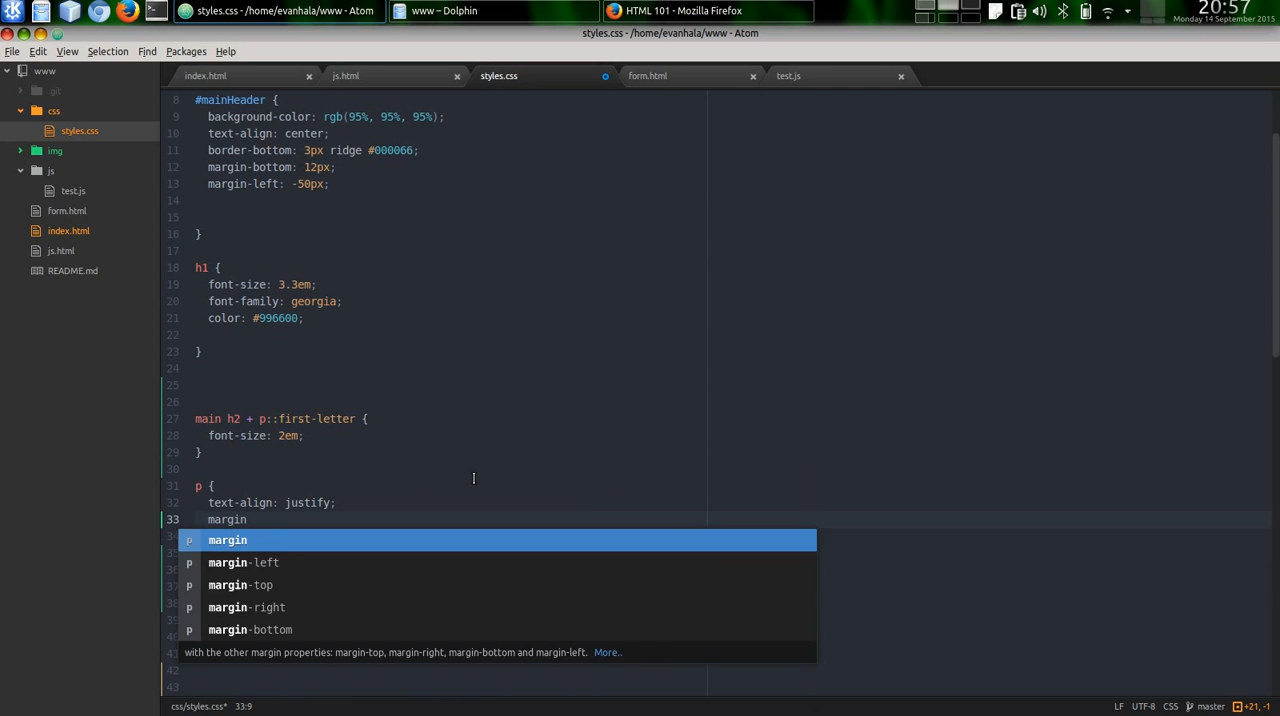 styles.css - /home/evanhala/www - Atom
www – Dolphin
HTML 101 - Mozilla Firefox
20:57
Monday 14 September 2015
styles.css - /home/evanhala/www - Atom
File Edit View Selection Find Packages Help
www
.git
css
styles.css
img
js
test.js
form.html
index.html
js.html
README.md
index.html
js.html
styles.css
form.html
test.js
8 #mainHeader {
9 background-color: rgb(95%, 95%, 95%);
10 text-align: center;
11 border-bottom: 3px ridge #000066;
12 margin-bottom: 12px;
13 margin-left: -50px;
14
15
16 }
17
18 h1 {
19 font-size: 3.3em;
20 font-family: georgia;
21 color: #996600;
22
23 }
24
25
26
27 main h2 + p::first-letter {
28 font-size: 2em;
29 }
30
31 p {
32 text-align: justify;
33 margin
p margin
p margin-left
p margin-top
p margin-right
p margin-bottom
with the other margin properties: margin-top, margin-right, margin-bottom and margin-left. More..
42
43
css/styles.css* 33:9
LF UTF-8 CSS master +21, -1